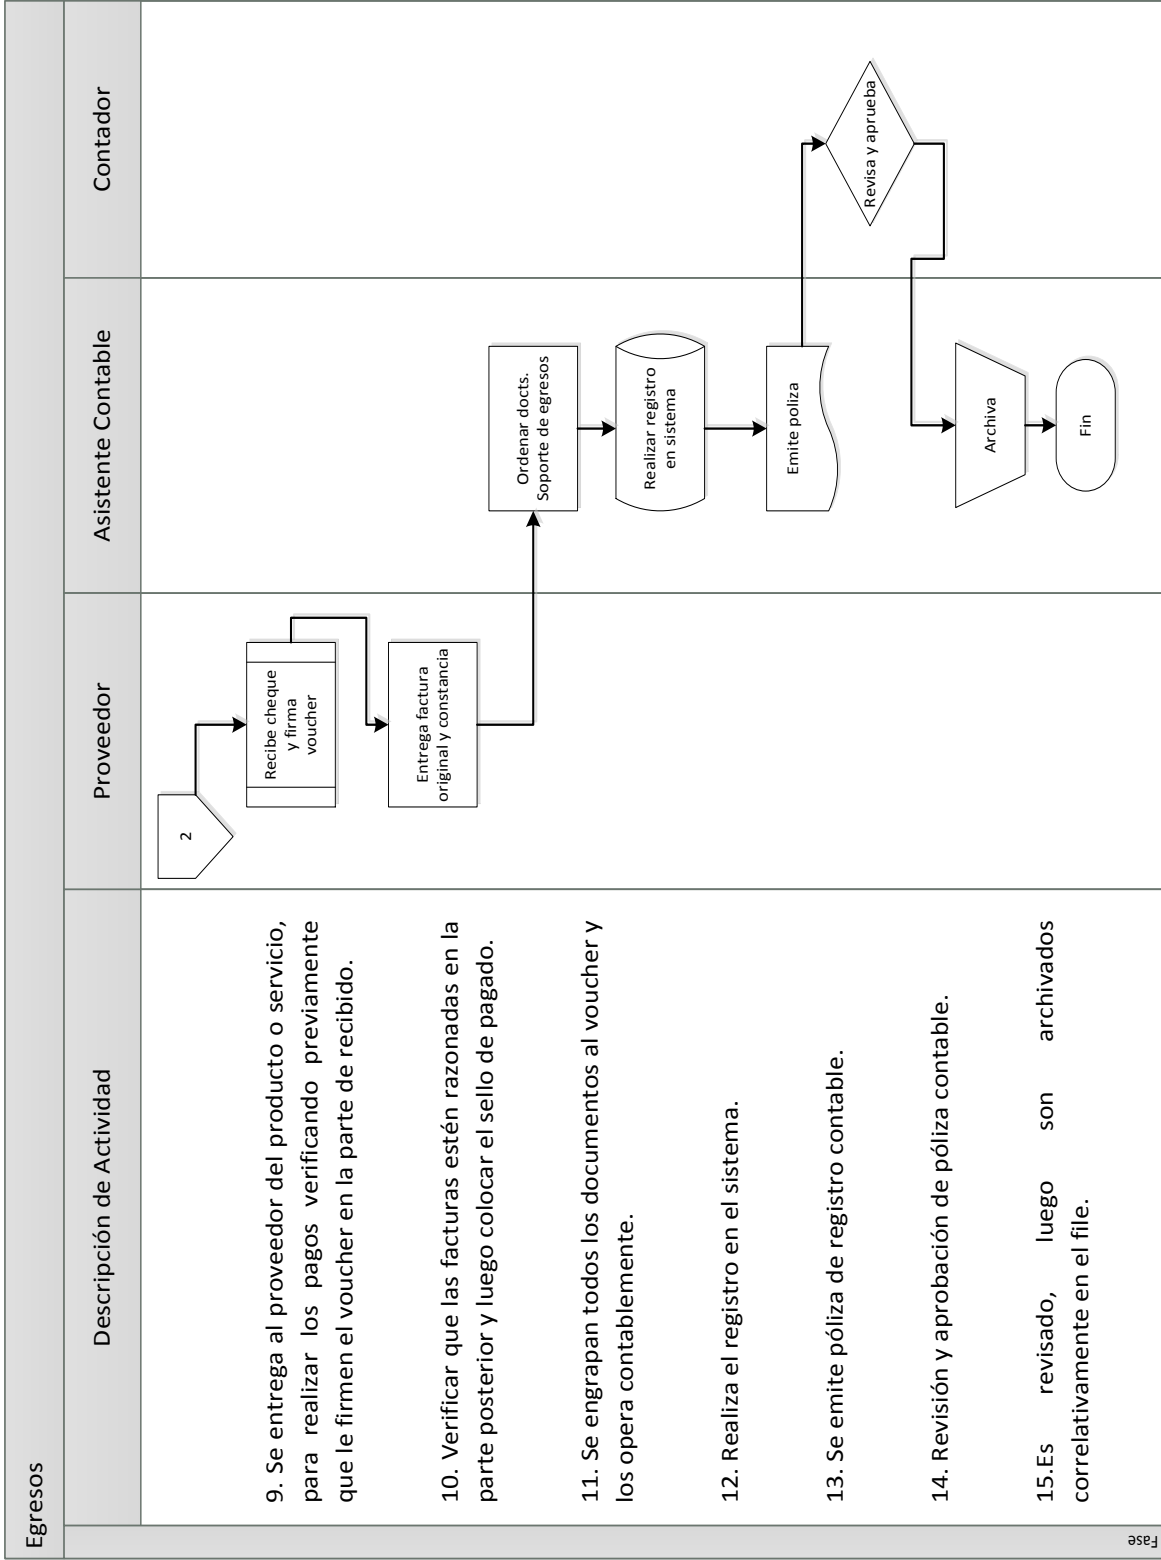 Egresos
Descripción de Actividad
Proveedor
Asistente Contable
Contador
9. Se entrega al proveedor del producto o servicio,
para realizar los pagos verificando previamente
que le firmen el voucher en la parte de recibido.
10. Verificar que las facturas estén razonadas en la
parte posterior y luego colocar el sello de pagado.
11. Se engrapan todos los documentos al voucher y
los opera contablemente.
12. Realiza el registro en el sistema.
13. Se emite póliza de registro contable.
14. Revisión y aprobación de póliza contable.
15.Es revisado, luego son archivados
correlativamente en el file.
2
Recibe cheque
y firma
voucher
Entrega factura
original y constancia
Ordenar docts.
Soporte de egresos
Realizar registro
en sistema
Emite poliza
Revisa y aprueba
Archiva
Fin
Fase